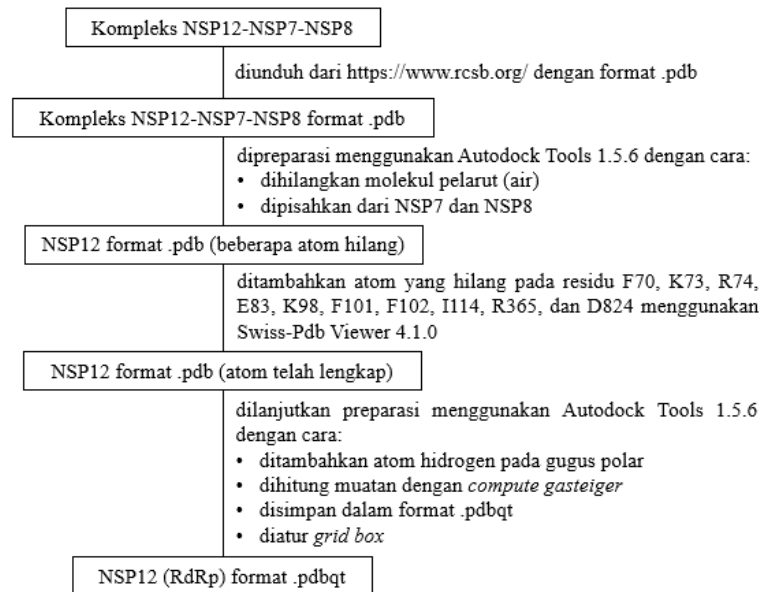 Kompleks NSP12-NSP7-NSP8
diunduh dari https://www.rcsb.org/ dengan format .pdb
Kompleks NSP12-NSP7-NSP8 format .pdb
dipreparasi menggunakan Autodock Tools 1.5.6 dengan cara:
• dihilangkan molekul pelarut (air)
• dipisahkan dari NSP7 dan NSP8
NSP12 format .pdb (beberapa atom hilang)
ditambahkan atom yang hilang pada residu F70, K73, R74,
E83, K98, F101, F102, I114, R365, dan D824 menggunakan
Swiss-Pdb Viewer 4.1.0
NSP12 format .pdb (atom telah lengkap)
dilanjutkan preparasi menggunakan Autodock Tools 1.5.6
dengan cara:
• ditambahkan atom hidrogen pada gugus polar
• dihitung muatan dengan compute gasteiger
• disimpan dalam format .pdbqt
• diatur grid box
NSP12 (RdRp) format .pdbqt